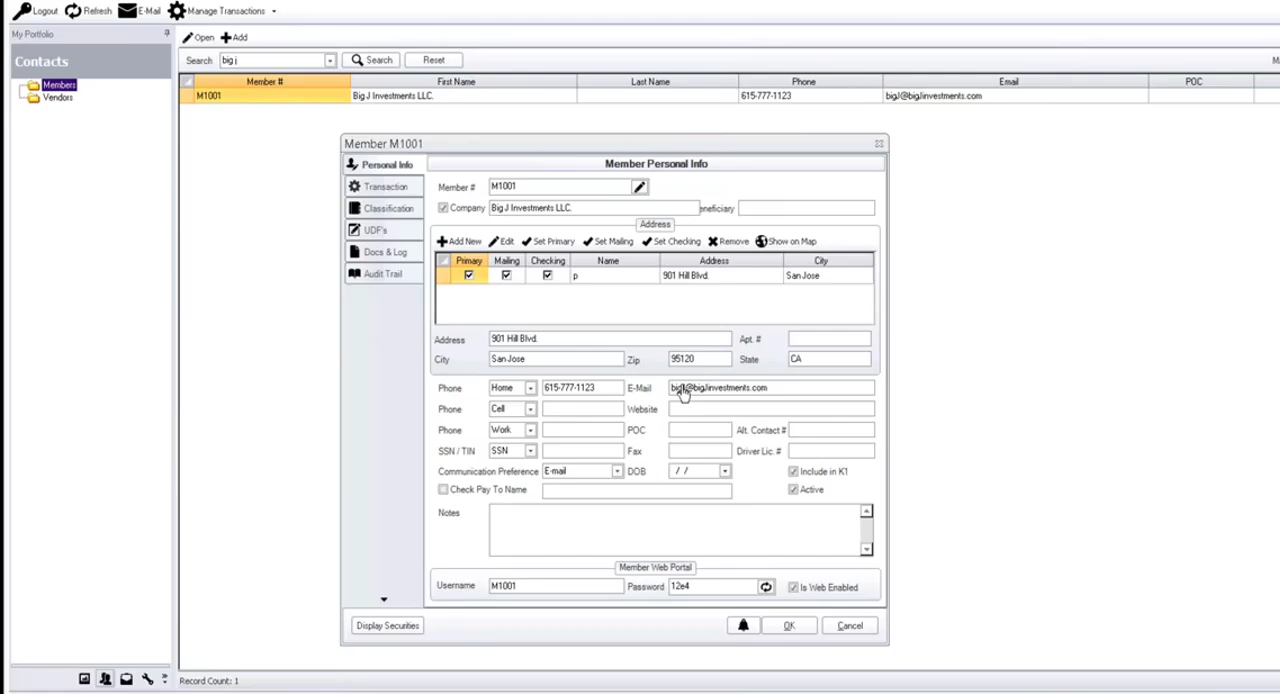 Logout Refresh E-Mail Manage Transactions
My Portfolio
Open Add
Contacts
Search big j Search Reset
Members
Vendors
Member # First Name Last Name Phone Email POC
M1001 Big J Investments LLC. 615-777-1123 bigJ@bigJinvestments.com
Member M1001
Personal Info
Transaction
Classification
UDF's
Docs & Log
Audit Trail
Member Personal Info
Member # M1001
Company Big J Investments LLC. eneficiary
Address
Add New Edit Set Primary Set Mailing Set Checking Remove Show on Map
Primary Mailing Checking Name Address City
p 901 Hill Blvd. San Jose
Address 901 Hill Blvd. Apt. #
City San Jose Zip 95120 State CA
Phone Home 615-777-1123 E-Mail bigJ@bigJinvestments.com
Phone Cell Website
Phone Work POC Alt. Contact #
SSN / TIN SSN Fax Driver Lic. #
Communication Preference E-mail DOB / / Include in K1
Check Pay To Name Active
Notes
Member Web Portal
Username M1001 Password 12e4 Is Web Enabled
Display Securities OK Cancel
Record Count: 1